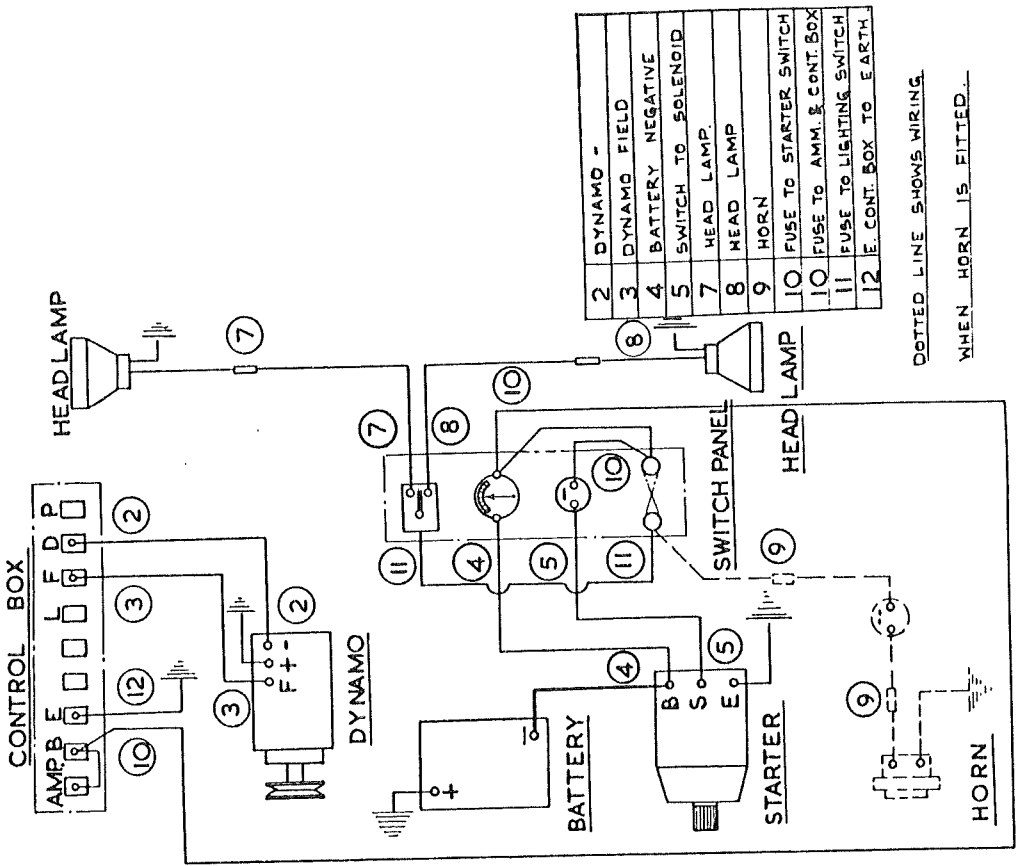 CONTROL BOX
AMP. B E L F D P
HEADLAMP
10
12
3
2
3
2
7
F + -
DYNAMO
+
-
BATTERY
4
B
S
E
5
STARTER
11
4
5
11
7
8
10
10
SWITCH PANEL
8
HEAD LAMP
9
9
HORN
2 DYNAMO -
3 DYNAMO FIELD
4 BATTERY NEGATIVE
5 SWITCH TO SOLENOID
7 HEAD LAMP.
8 HEAD LAMP
9 HORN
10 FUSE TO STARTER SWITCH
10 FUSE TO AMM. & CONT. BOX
11 FUSE TO LIGHTING SWITCH
12 E. CONT. BOX TO EARTH.
DOTTED LINE SHOWS WIRING
WHEN HORN IS FITTED.